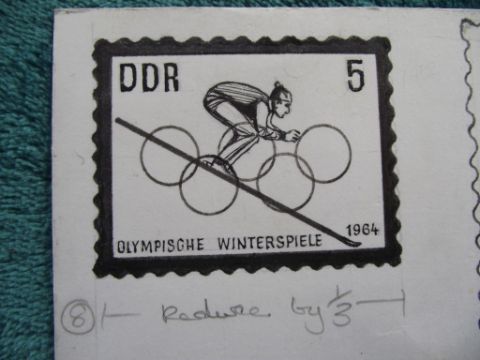 DDR 5
OLYMPISCHE WINTERSPIELE 1964
8 Reduce by 1/3